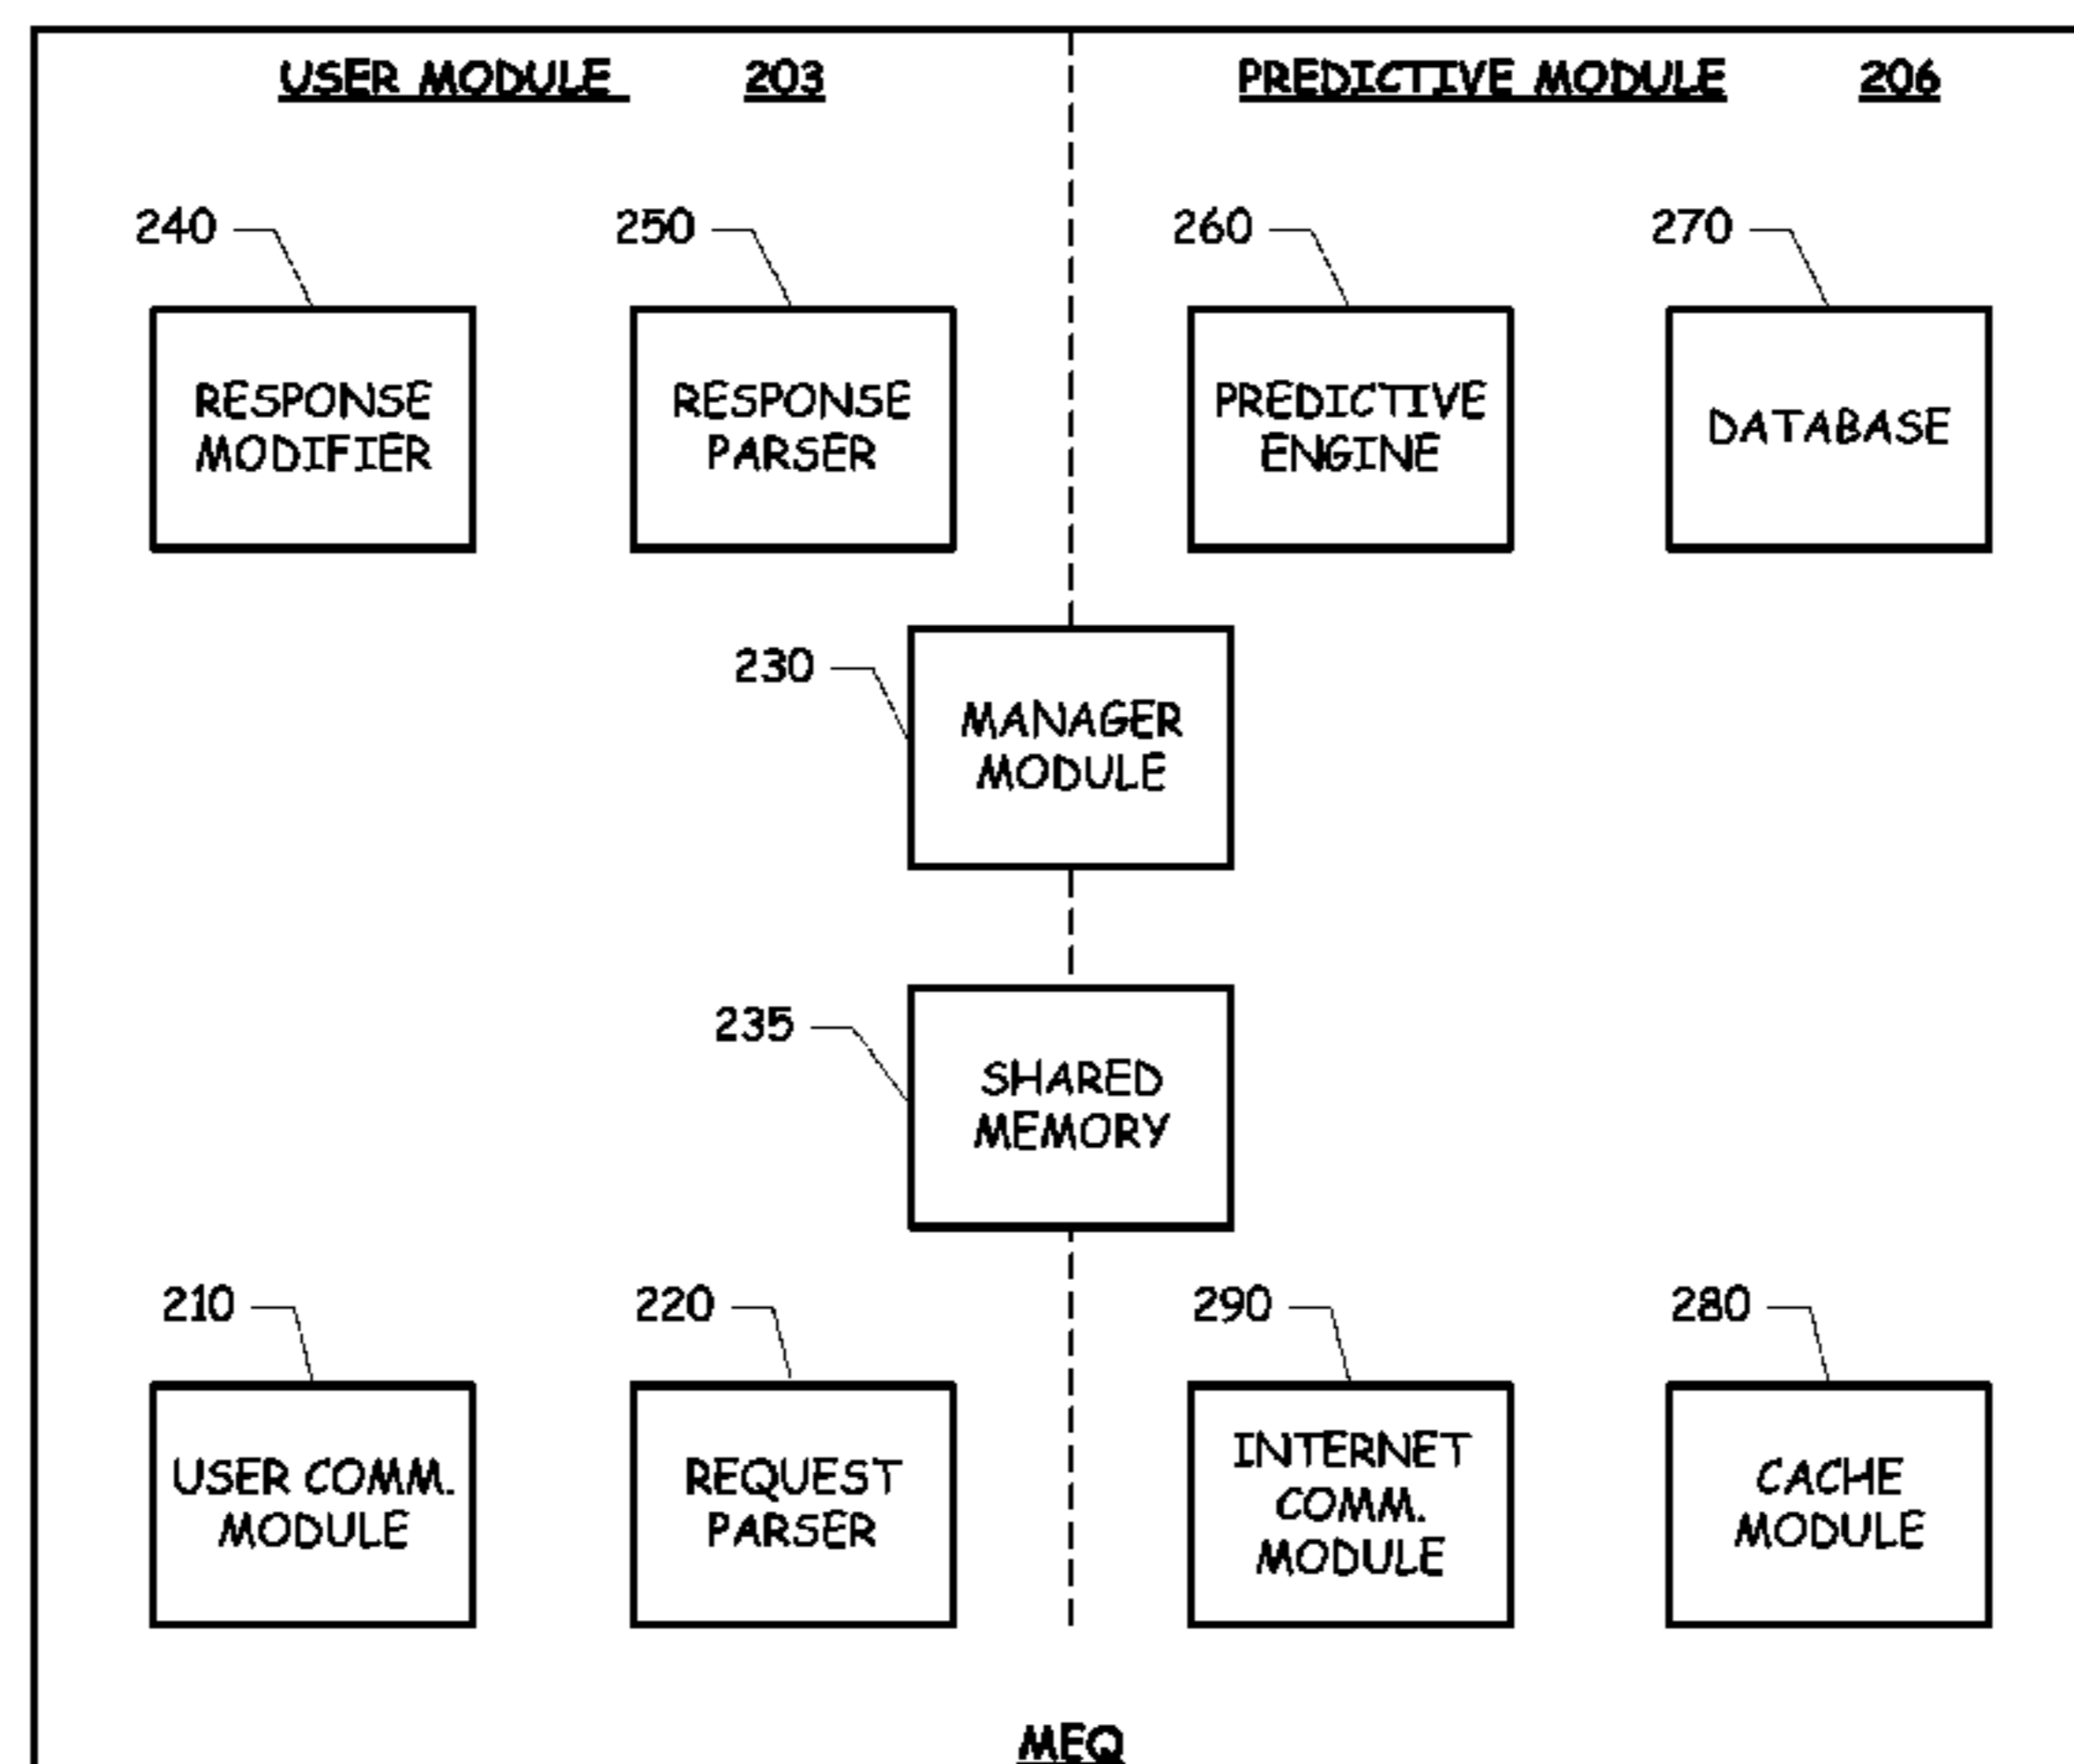 USER MODULE 203
PREDICTIVE MODULE 206
240
250
260
270
RESPONSE
MODIFIER
RESPONSE
PARSER
PREDICTIVE
ENGINE
DATABASE
230
MANAGER
MODULE
235
SHARED
MEMORY
210
220
290
280
USER COMM.
MODULE
REQUEST
PARSER
INTERNET
COMM.
MODULE
CACHE
MODULE
MEQ